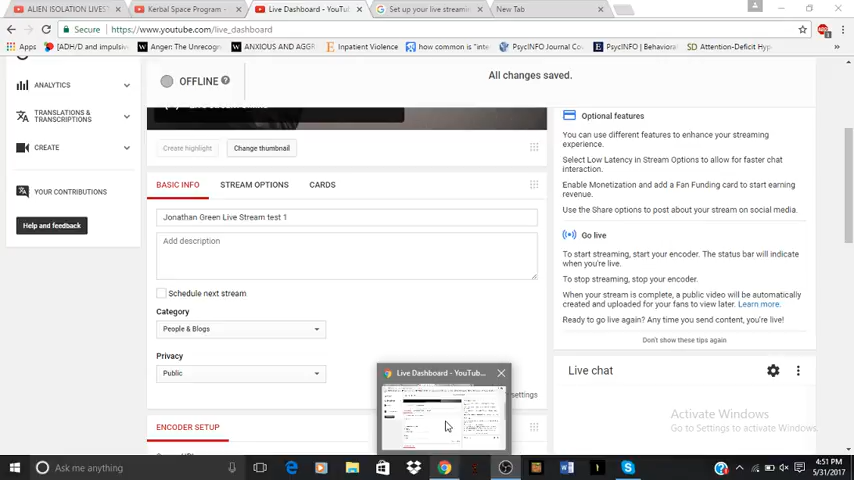 ALIEN ISOLATION LIVEST
Kerbal Space Program -
Live Dashboard - YouTu
Set up your live streamin
New Tab
Secure
https://www.youtube.com/live_dashboard
Apps
[ADH/D and impulsiv
Wrap: Anger: The Unrecogn
W ANXIOUS AND AGGR
Inpatient Violence
how common is "inte
PsycINFO Journal Co
PsycINFO | Behavioral
SD Attention-Deficit Hyp
ANALYTICS
TRANSLATIONS &
TRANSCRIPTIONS
CREATE
YOUR CONTRIBUTIONS
Help and feedback
OFFLINE
?
All changes saved.
Create highlight
Change thumbnail
BASIC INFO
STREAM OPTIONS
CARDS
Jonathan Green Live Stream test 1
Add description
Schedule next stream
Category
People & Blogs
Privacy
Public
settings
ENCODER SETUP
Optional features
You can use different features to enhance your streaming
experience.
Select Low Latency in Stream Options to allow for faster chat
interaction.
Enable Monetization and add a Fan Funding card to start earning
revenue.
Use the Share options to post about your stream on social media.
Go live
To start streaming, start your encoder. The status bar will indicate
when you're live.
To stop streaming, stop your encoder.
When your stream is complete, a public video will be automatically
created and uploaded for your fans to view later. Learn more.
Ready to go live again? Any time you send content, you're live!
Don't show these tips again
Live chat
Live Dashboard - YouTub...
Activate Windows
Go to Settings to activate Windows.
Ask me anything
4:51 PM
5/31/2017